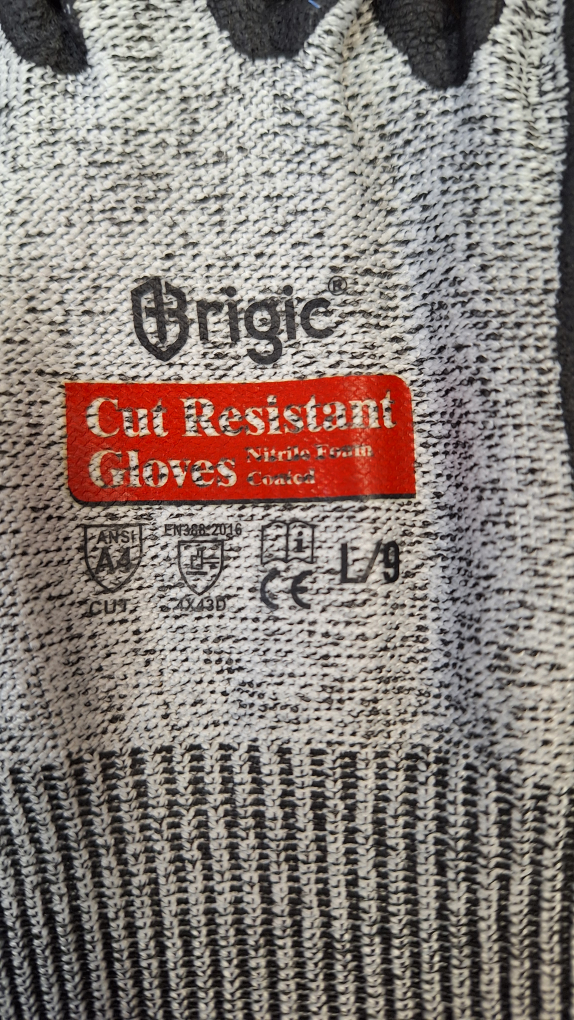 Brigic®
Cut Resistant
Gloves Nitrile Foam
Coated
ANSI EN388:2016 i
A4
CE L/9
CUT 4X43D